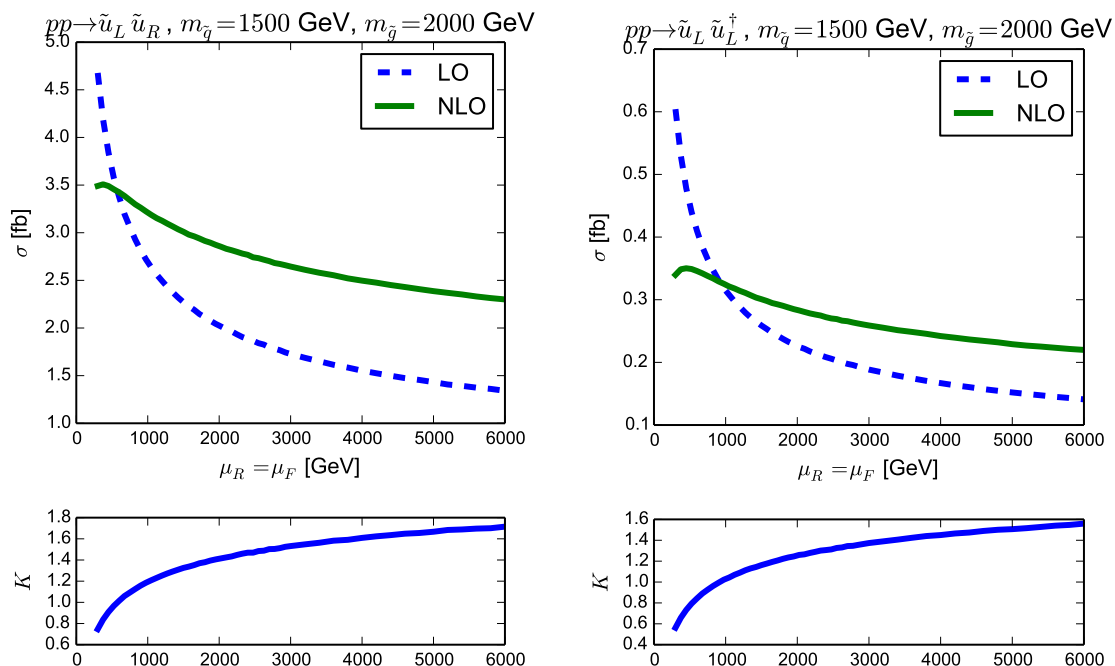 pp→ũ_L ũ_R , m_q̃=1500 GeV, m_g̃=2000 GeV
5.0
4.5
4.0
3.5
3.0
2.5
2.0
1.5
1.0
σ [fb]
LO
NLO
0 1000 2000 3000 4000 5000 6000
μ_R =μ_F [GeV]
1.8
1.6
1.4
1.2
1.0
0.8
0.6
K
0 1000 2000 3000 4000 5000 6000
pp→ũ_L ũ_L^† , m_q̃=1500 GeV, m_g̃=2000 GeV
0.7
0.6
0.5
0.4
0.3
0.2
0.1
σ [fb]
LO
NLO
0 1000 2000 3000 4000 5000 6000
μ_R =μ_F [GeV]
1.6
1.4
1.2
1.0
0.8
0.6
0.4
K
0 1000 2000 3000 4000 5000 6000